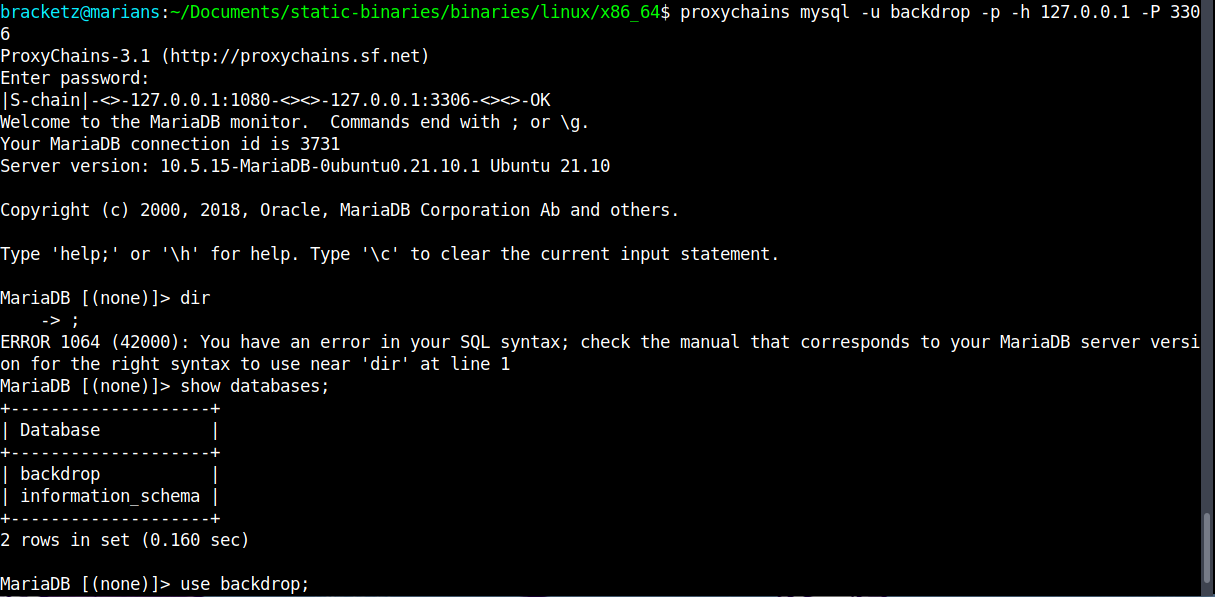 bracketz@marians:~/Documents/static-binaries/binaries/linux/x86_64$ proxychains mysql -u backdrop -p -h 127.0.0.1 -P 330
6
ProxyChains-3.1 (http://proxychains.sf.net)
Enter password:
|S-chain|-<>-127.0.0.1:1080-<><>-127.0.0.1:3306-<><>-OK
Welcome to the MariaDB monitor.  Commands end with ; or \g.
Your MariaDB connection id is 3731
Server version: 10.5.15-MariaDB-0ubuntu0.21.10.1 Ubuntu 21.10

Copyright (c) 2000, 2018, Oracle, MariaDB Corporation Ab and others.

Type 'help;' or '\h' for help. Type '\c' to clear the current input statement.

MariaDB [(none)]> dir
    -> ;
ERROR 1064 (42000): You have an error in your SQL syntax; check the manual that corresponds to your MariaDB server versi
on for the right syntax to use near 'dir' at line 1
MariaDB [(none)]> show databases;
+--------------------+
| Database           |
+--------------------+
| backdrop           |
| information_schema |
+--------------------+
2 rows in set (0.160 sec)

MariaDB [(none)]> use backdrop;